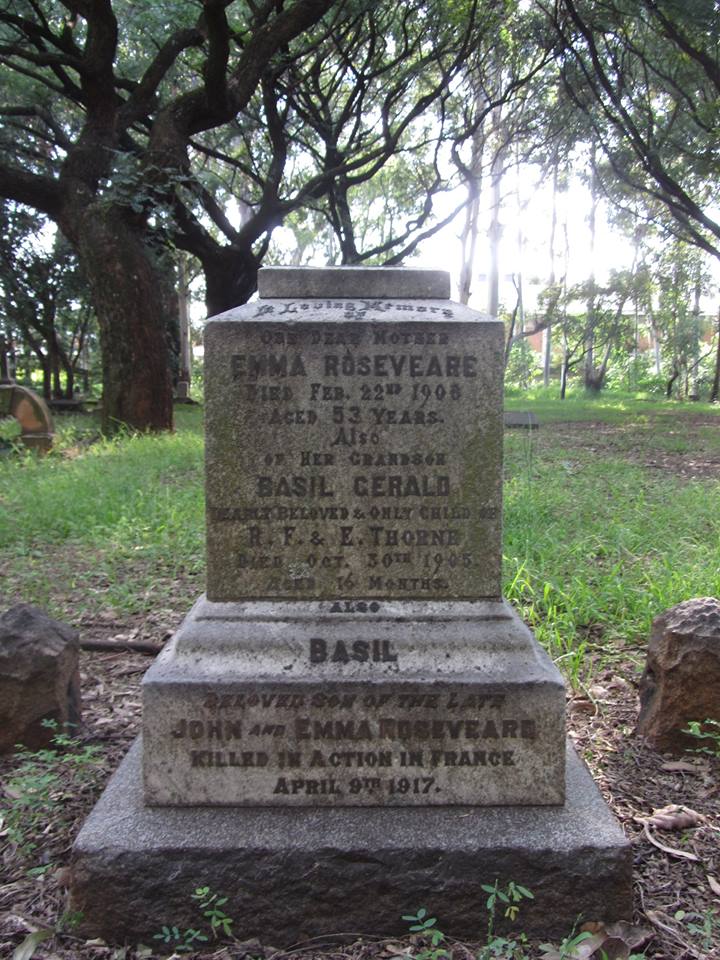 In Loving Memory
of
Our Dear Mother
EMMA ROSEVEARE
Died Feb. 22ND 1908
Aged 53 Years.
Also
of Her Grandson
BASIL GERALD
Dearly Beloved & Only Child of
R. F. & E. Thorne
Died Oct. 30TH 1905
Aged 16 Months.
ALSO
BASIL
BELOVED SON OF THE LATE
JOHN AND EMMA ROSEVEARE
KILLED IN ACTION IN FRANCE
APRIL 9TH 1917.